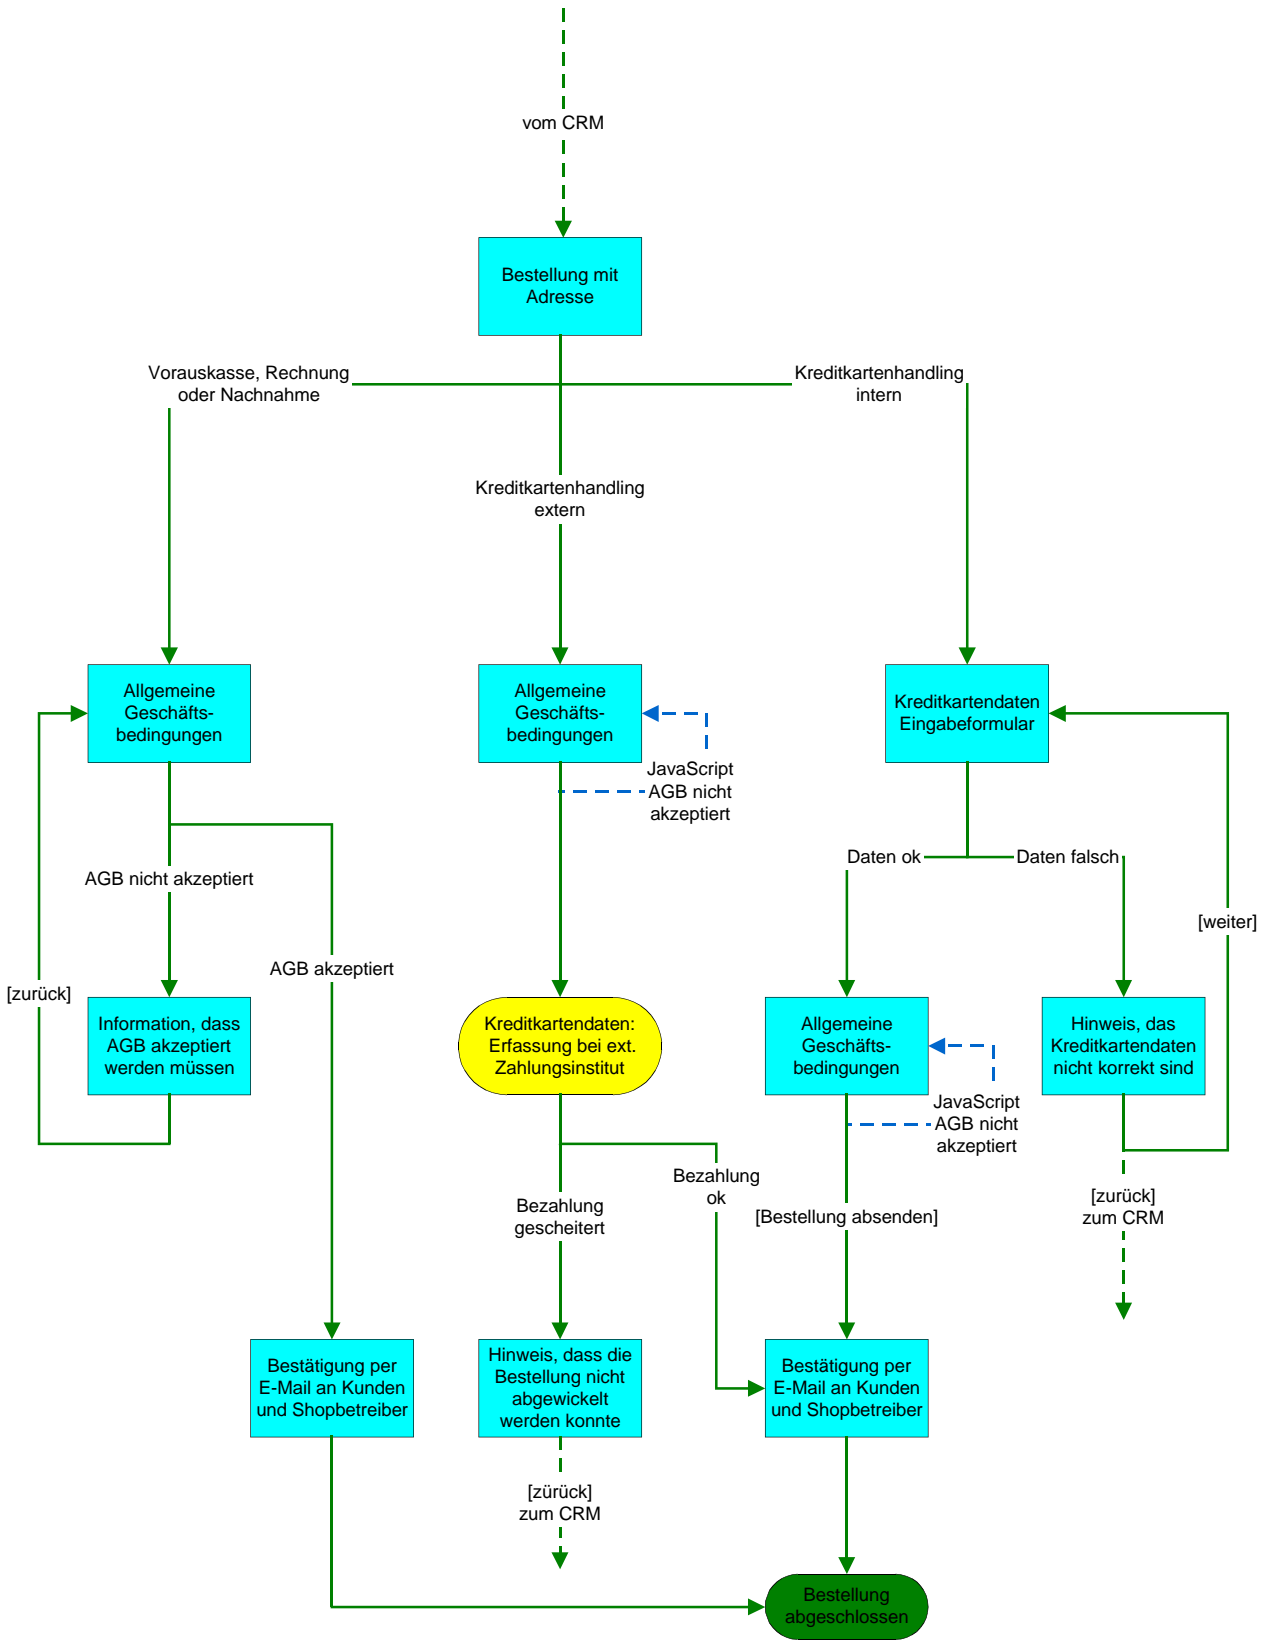 vom CRM
Bestellung mit
Adresse
Vorauskasse, Rechnung
oder Nachnahme
Kreditkartenhandling
intern
Kreditkartenhandling
extern
Allgemeine
Geschäfts-
bedingungen
Allgemeine
Geschäfts-
bedingungen
Kreditkartendaten
Eingabeformular
JavaScript
AGB nicht
akzeptiert
Daten ok
Daten falsch
AGB nicht akzeptiert
[weiter]
AGB akzeptiert
[zurück]
Information, dass
AGB akzeptiert
werden müssen
Kreditkartendaten:
Erfassung bei ext.
Zahlungsinstitut
Allgemeine
Geschäfts-
bedingungen
Hinweis, das
Kreditkartendaten
nicht korrekt sind
JavaScript
AGB nicht
akzeptiert
Bezahlung
ok
Bezahlung
gescheitert
[Bestellung absenden]
[zurück]
zum CRM
Bestätigung per
E-Mail an Kunden
und Shopbetreiber
Hinweis, dass die
Bestellung nicht
abgewickelt
werden konnte
Bestätigung per
E-Mail an Kunden
und Shopbetreiber
[zürück]
zum CRM
Bestellung
abgeschlossen